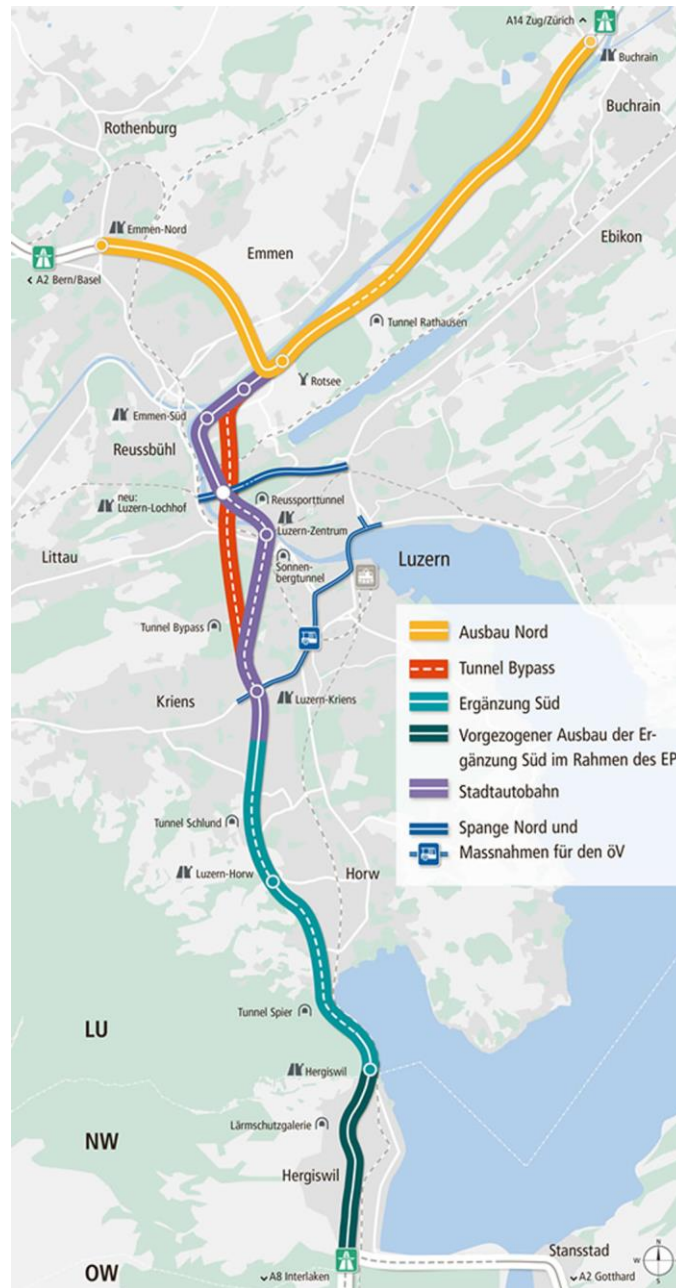 A14 Zug/Zürich ^
Buchrain
Buchrain
Rothenburg
Emmen-Nord
Emmen
Ebikon
< A2 Bern/Basel
Tunnel Rathausen
Rotsee
Emmen-Süd
Reussbühl
neu:
Luzern-Lochhof
Reussporttunnel
Luzern-Zentrum
Littau
Sonnen-
bergtunnel
Luzern
Tunnel Bypass
Kriens
Luzern-Kriens
Ausbau Nord
Tunnel Bypass
Ergänzung Süd
Vorgezogener Ausbau der Er-
gänzung Süd im Rahmen des EP
Stadtautobahn
Spange Nord und
Massnahmen für den öV
Tunnel Schlund
Luzern-Horw
Horw
Tunnel Spier
LU
Hergiswil
Lärmschutzgalerie
NW
Hergiswil
Stansstad
N
W
E
S
OW
A8 Interlaken
A2 Gotthard